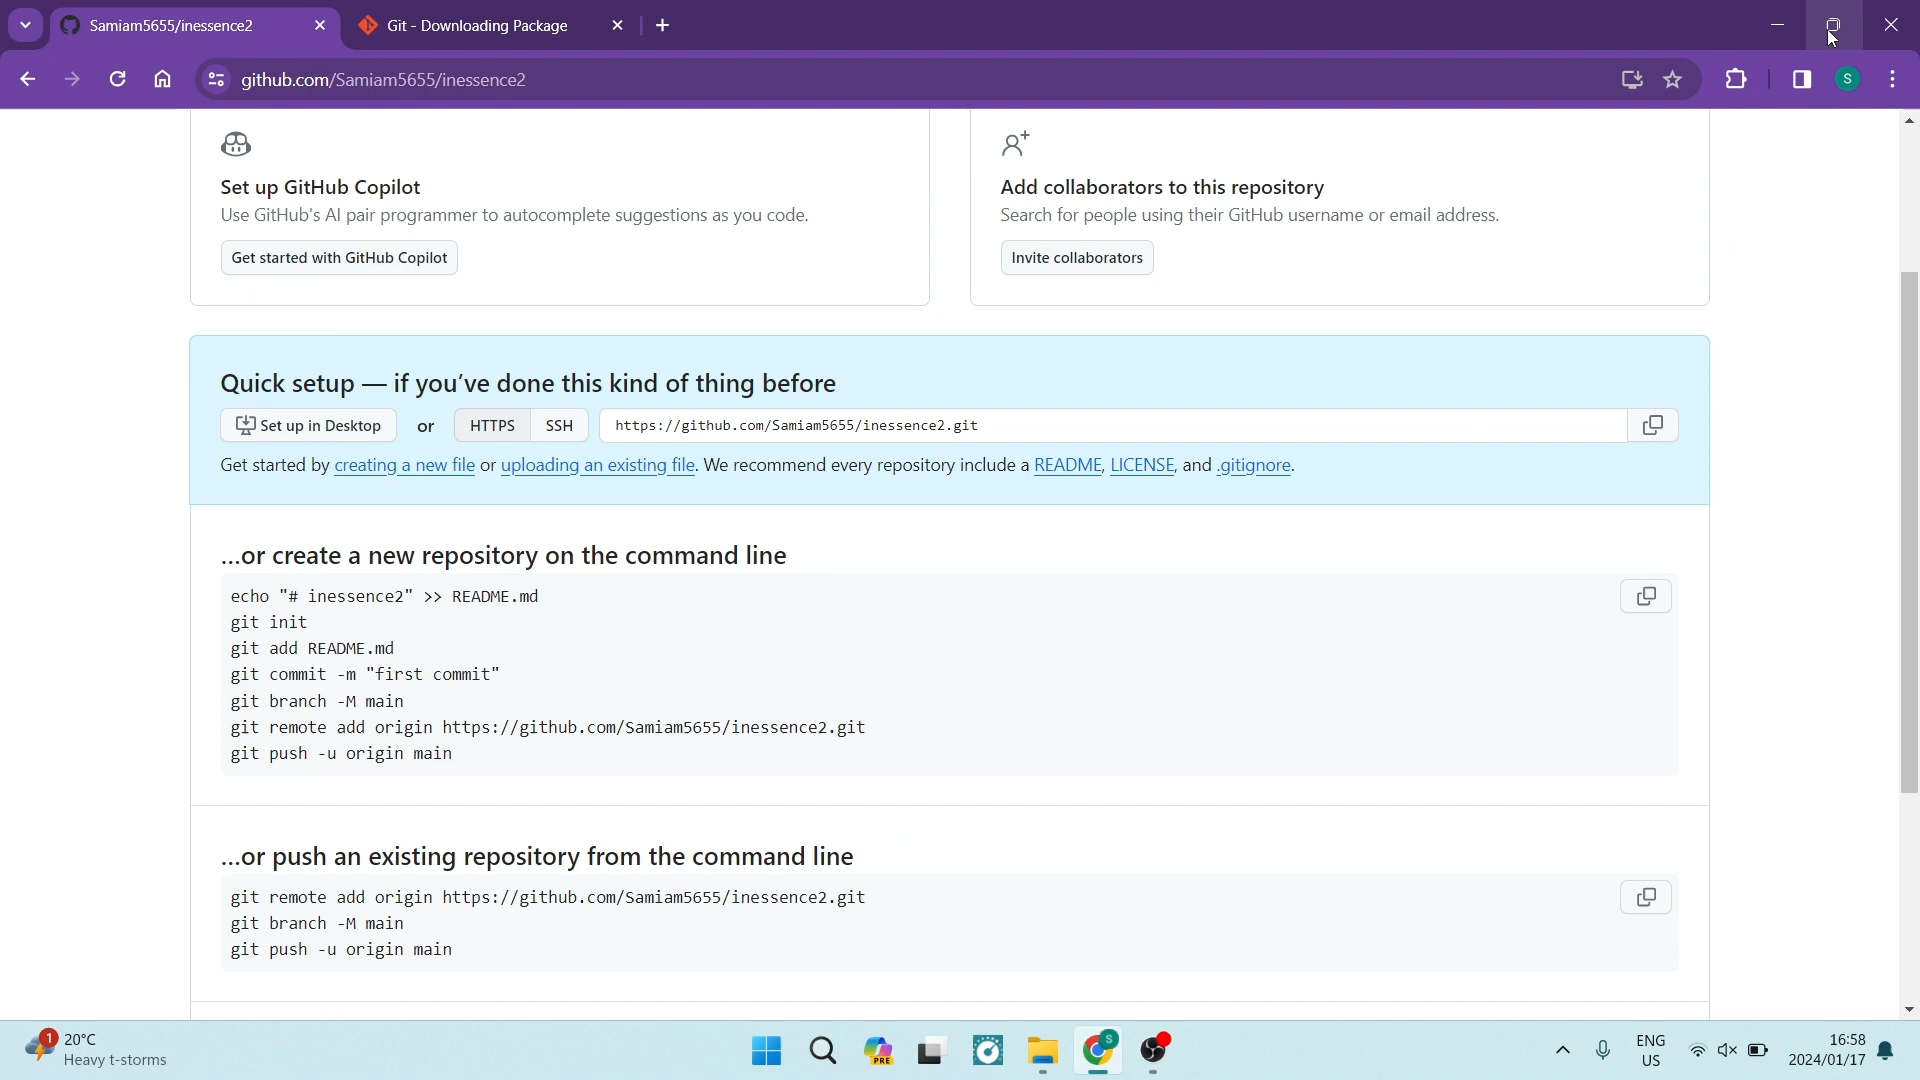 Samiam5655/inessence2
Git - Downloading Package
github.com/Samiam5655/inessence2
S
Set up GitHub Copilot
Use GitHub's AI pair programmer to autocomplete suggestions as you code.
Get started with GitHub Copilot
Add collaborators to this repository
Search for people using their GitHub username or email address.
Invite collaborators
Quick setup — if you've done this kind of thing before
Set up in Desktop or HTTPS SSH https://github.com/Samiam5655/inessence2.git
Get started by creating a new file or uploading an existing file. We recommend every repository include a README, LICENSE, and .gitignore.
...or create a new repository on the command line
echo "# inessence2" >> README.md
git init
git add README.md
git commit -m "first commit"
git branch -M main
git remote add origin https://github.com/Samiam5655/inessence2.git
git push -u origin main
...or push an existing repository from the command line
git remote add origin https://github.com/Samiam5655/inessence2.git
git branch -M main
git push -u origin main
1
20°C
Heavy t-storms
PRE
S
ENG
US
16:58
2024/01/17